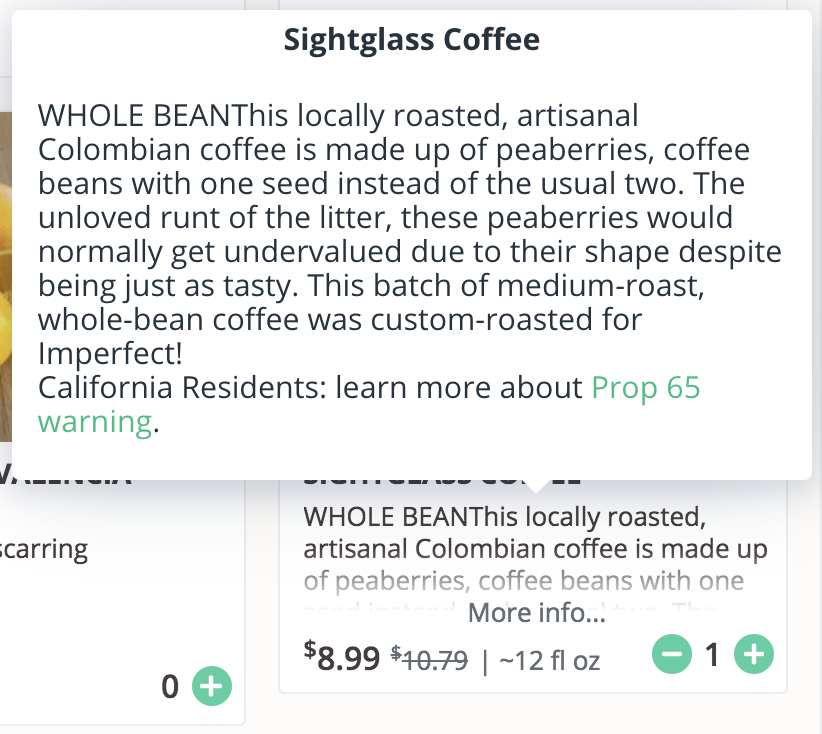 Sightglass Coffee
WHOLE BEANThis locally roasted, artisanal
Colombian coffee is made up of peaberries, coffee
beans with one seed instead of the usual two. The
unloved runt of the litter, these peaberries would
normally get undervalued due to their shape despite
being just as tasty. This batch of medium-roast,
whole-bean coffee was custom-roasted for
Imperfect!
California Residents: learn more about Prop 65
warning.
VALENCIA
scarring
0
SIGHTGLASS COFFEE
WHOLE BEANThis locally roasted,
artisanal Colombian coffee is made up
of peaberries, coffee beans with one
More info...
$8.99 $10.79 | ~12 fl oz
1